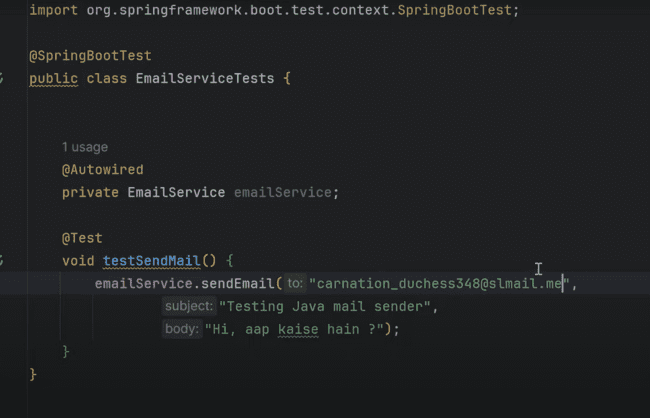 import org.springframework.boot.test.context.SpringBootTest;
@SpringBootTest
public class EmailServiceTests {
1 usage
@Autowired
private EmailService emailService;
@Test
void testSendMail() {
emailService.sendEmail( to: "carnation_duchess348@slmail.me",
subject: "Testing Java mail sender",
body: "Hi, aap kaise hain ?");
}
}